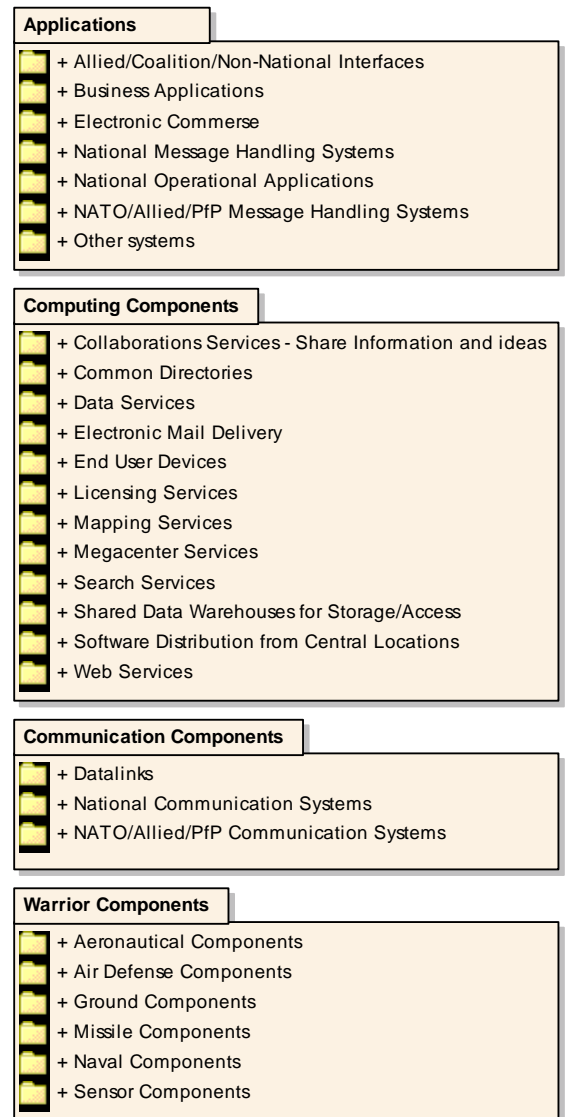 Applications
+ Allied/Coalition/Non-National Interfaces
+ Business Applications
+ Electronic Commerse
+ National Message Handling Systems
+ National Operational Applications
+ NATO/Allied/PfP Message Handling Systems
+ Other systems
Computing Components
+ Collaborations Services - Share Information and ideas
+ Common Directories
+ Data Services
+ Electronic Mail Delivery
+ End User Devices
+ Licensing Services
+ Mapping Services
+ Megacenter Services
+ Search Services
+ Shared Data Warehouses for Storage/Access
+ Software Distribution from Central Locations
+ Web Services
Communication Components
+ Datalinks
+ National Communication Systems
+ NATO/Allied/PfP Communication Systems
Warrior Components
+ Aeronautical Components
+ Air Defense Components
+ Ground Components
+ Missile Components
+ Naval Components
+ Sensor Components